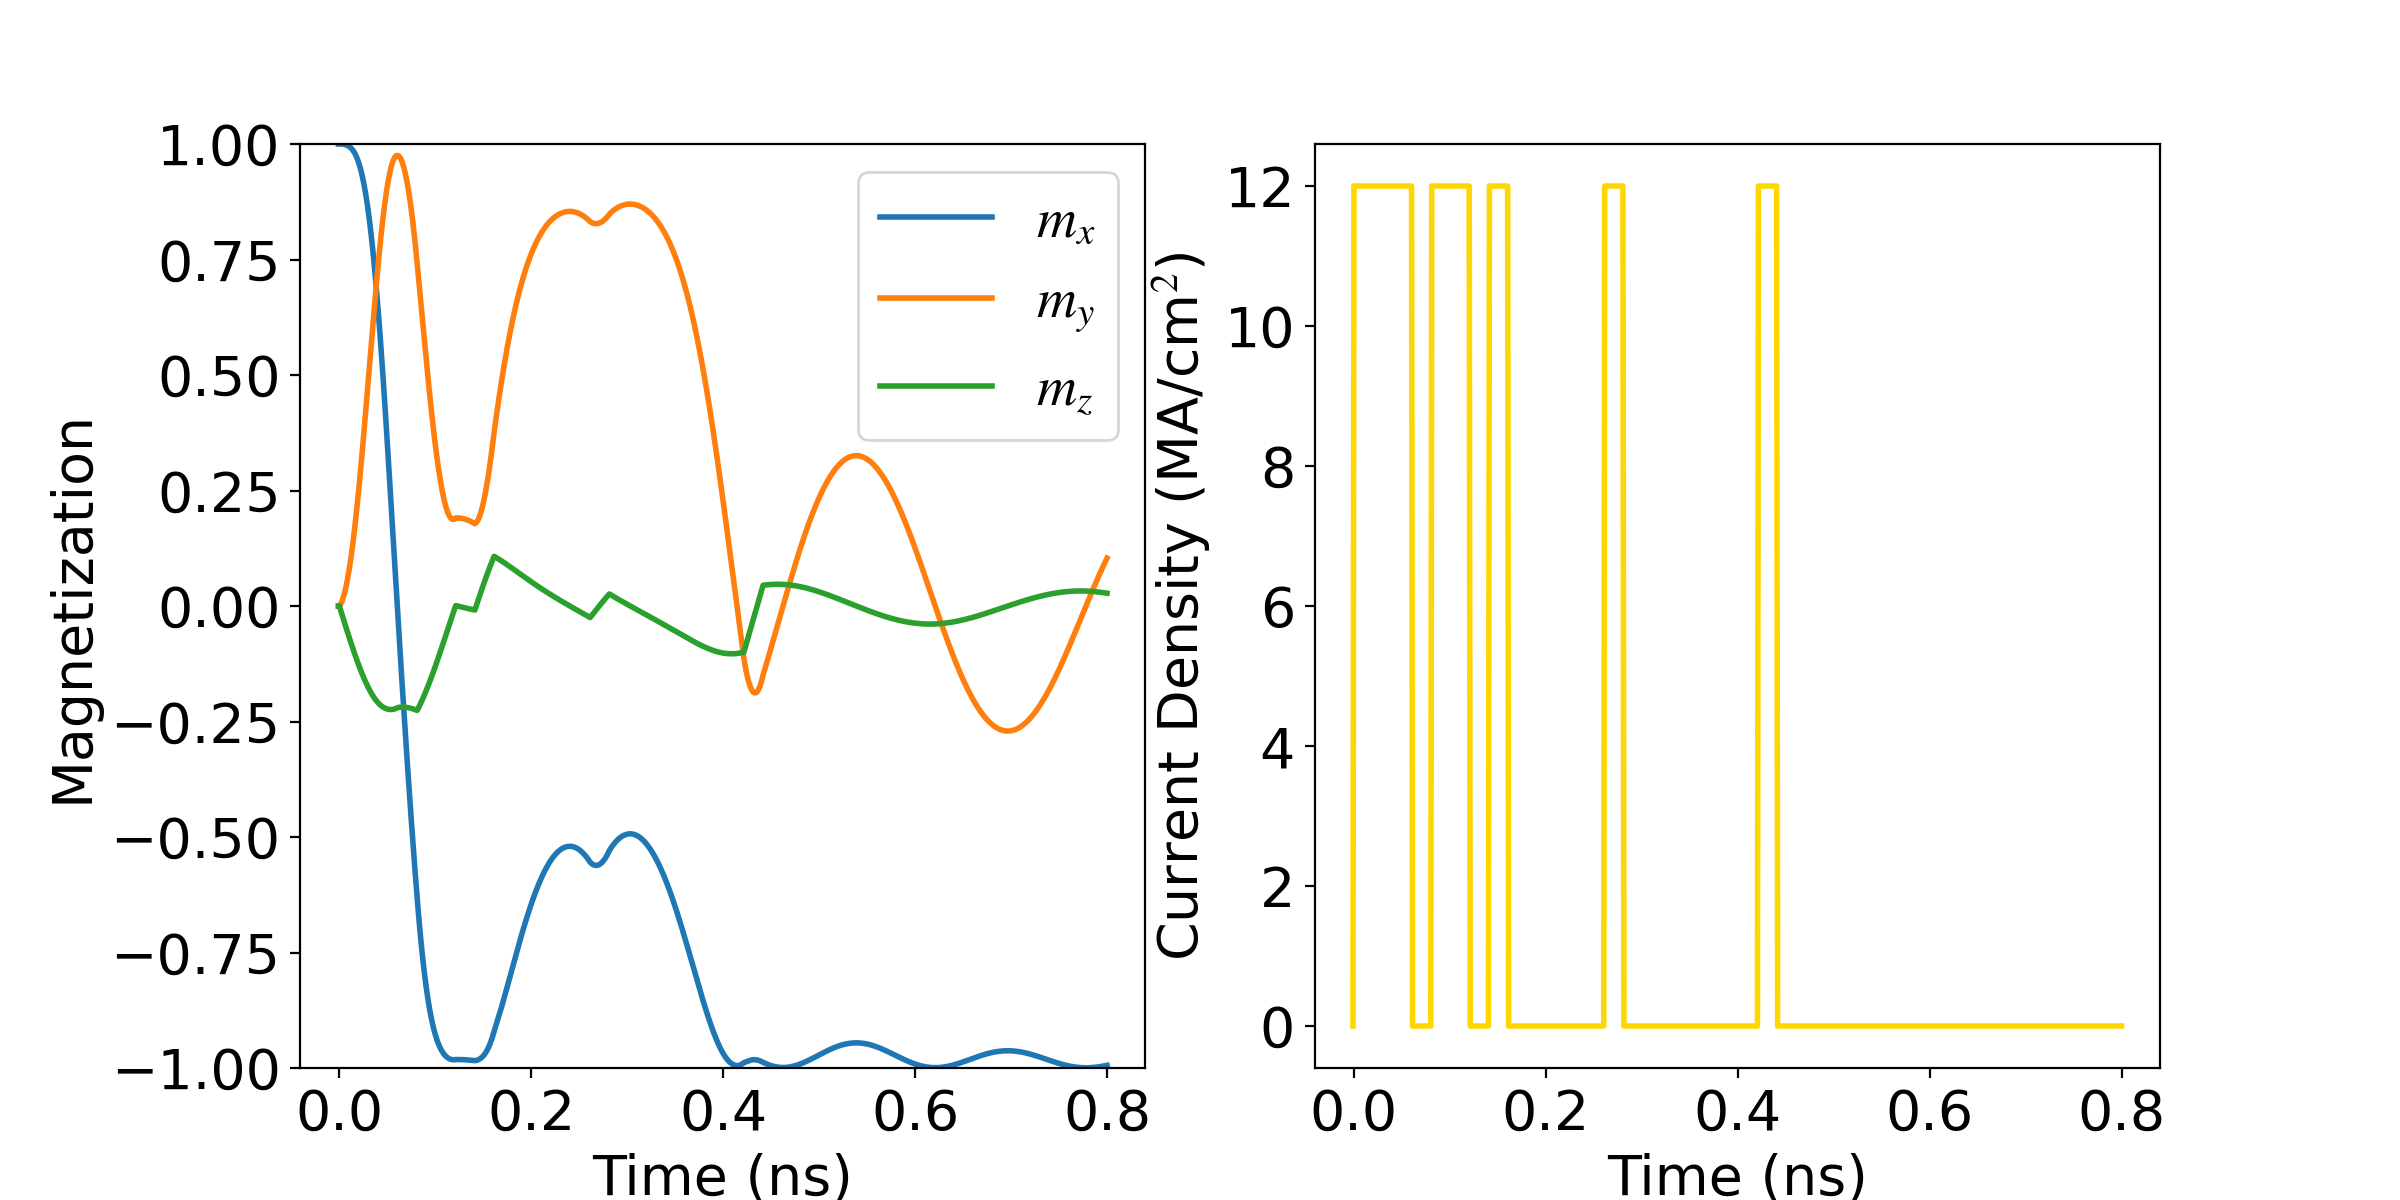 1.00
0.75
0.50
0.25
0.00
−0.25
−0.50
−0.75
−1.00
Magnetization
0.0 0.2 0.4 0.6 0.8
Time (ns)
m_x
m_y
m_z
12
10
8
6
4
2
0
Current Density (MA/cm²)
0.0 0.2 0.4 0.6 0.8
Time (ns)